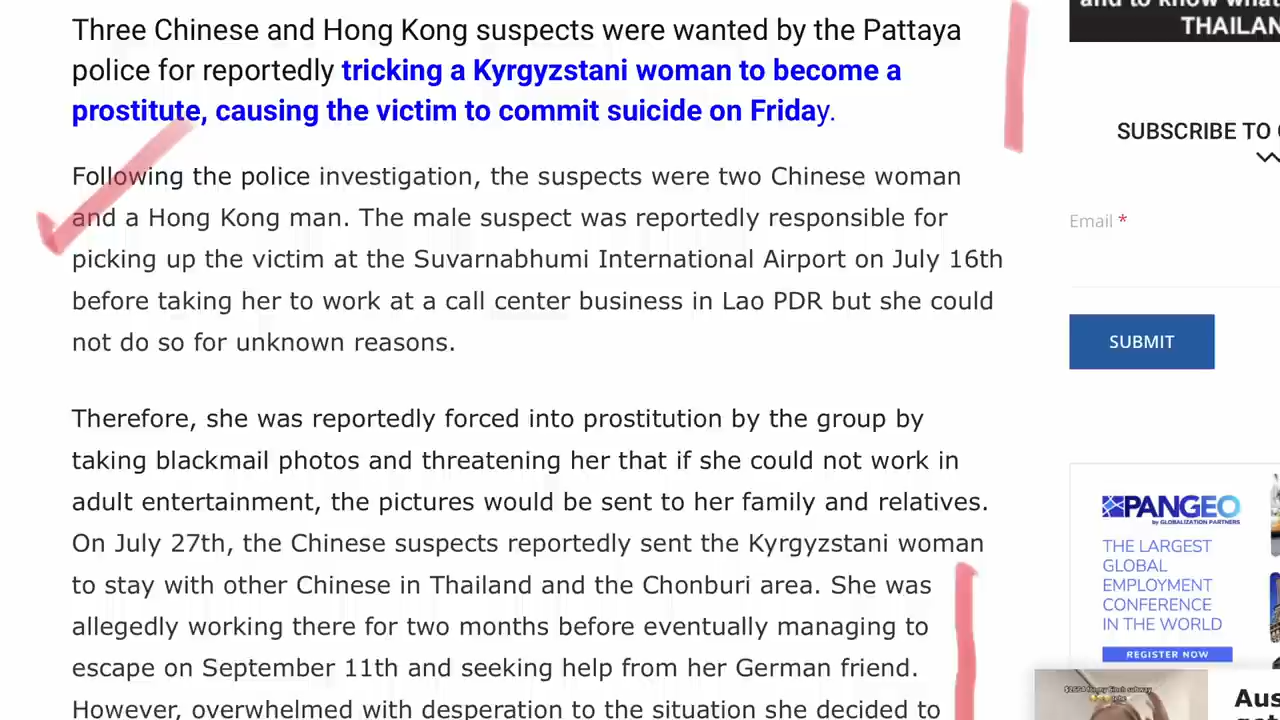 Three Chinese and Hong Kong suspects were wanted by the Pattaya
police for reportedly tricking a Kyrgyzstani woman to become a
prostitute, causing the victim to commit suicide on Friday.
Following the police investigation, the suspects were two Chinese woman
and a Hong Kong man. The male suspect was reportedly responsible for
picking up the victim at the Suvarnabhumi International Airport on July 16th
before taking her to work at a call center business in Lao PDR but she could
not do so for unknown reasons.
Therefore, she was reportedly forced into prostitution by the group by
taking blackmail photos and threatening her that if she could not work in
adult entertainment, the pictures would be sent to her family and relatives.
On July 27th, the Chinese suspects reportedly sent the Kyrgyzstani woman
to stay with other Chinese in Thailand and the Chonburi area. She was
allegedly working there for two months before eventually managing to
escape on September 11th and seeking help from her German friend.
However, overwhelmed with desperation to the situation she decided to
and to know what
THAILAN
SUBSCRIBE TO
Email *
SUBMIT
PANGEO
by GLOBALIZATION PARTNERS
THE LARGEST
GLOBAL
EMPLOYMENT
CONFERENCE
IN THE WORLD
REGISTER NOW
Aus